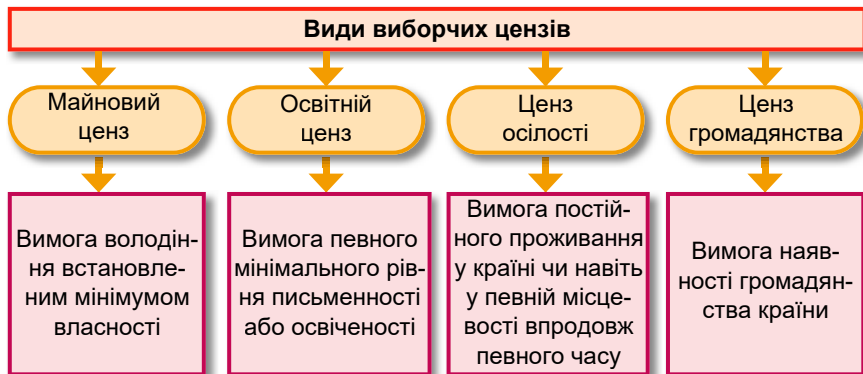 Види виборчих цензів
Майновий
ценз
Освітній
ценз
Ценз
осілості
Ценз
громадянства
Вимога володін-
ня встановле-
ним мінімумом
власності
Вимога певного
мінімального рів-
ня письменності
або освіченості
Вимога постій-
ного проживання
у країні чи навіть
у певній місце-
вості впродовж
певного часу
Вимога наяв-
ності громадян-
ства країни